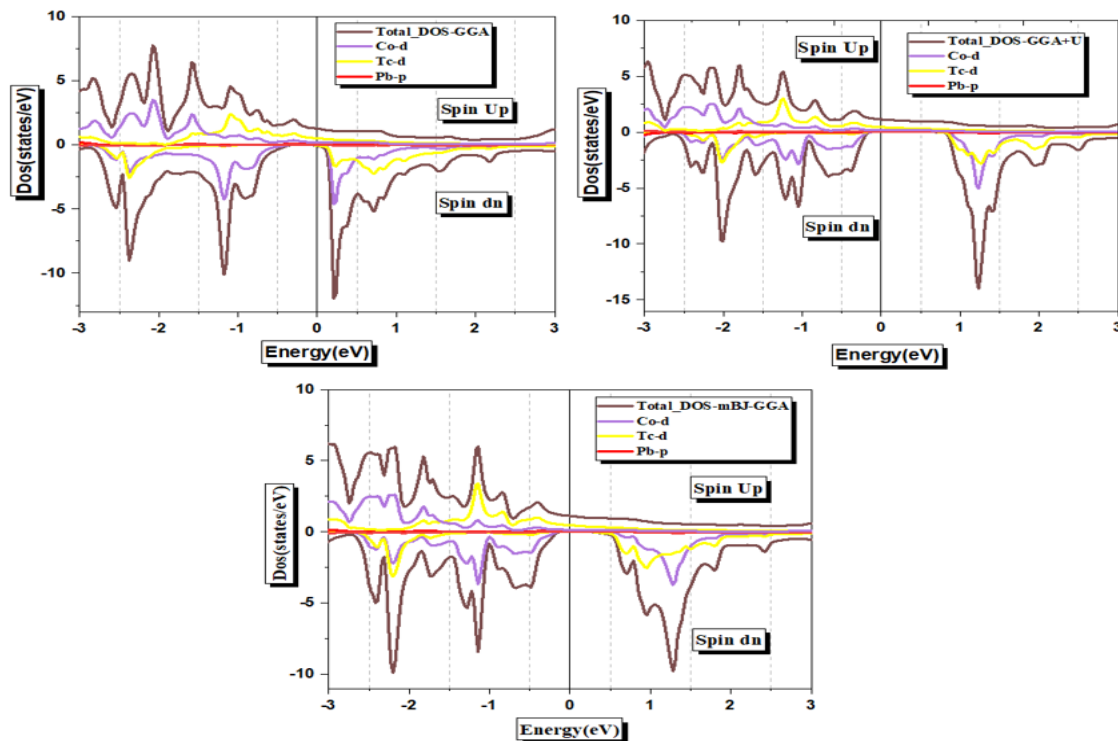 10
5
0
-5
-10
Dos(states/eV)
Total_DOS-GGA
Co-d
Tc-d
Pb-p
Spin Up
Spin dn
-3 -2 -1 0 1 2 3
Energy(eV)
10
5
0
-5
-10
-15
Dos(states/eV)
Spin Up
Total_DOS-GGA+U
Co-d
Tc-d
Pb-p
Spin dn
-3 -2 -1 0 1 2 3
Energy(eV)
10
5
0
-5
-10
Dos(states/eV)
Total_DOS-mBJ-GGA
Co-d
Tc-d
Pb-p
Spin Up
Spin dn
-3 -2 -1 0 1 2 3
Energy(eV)